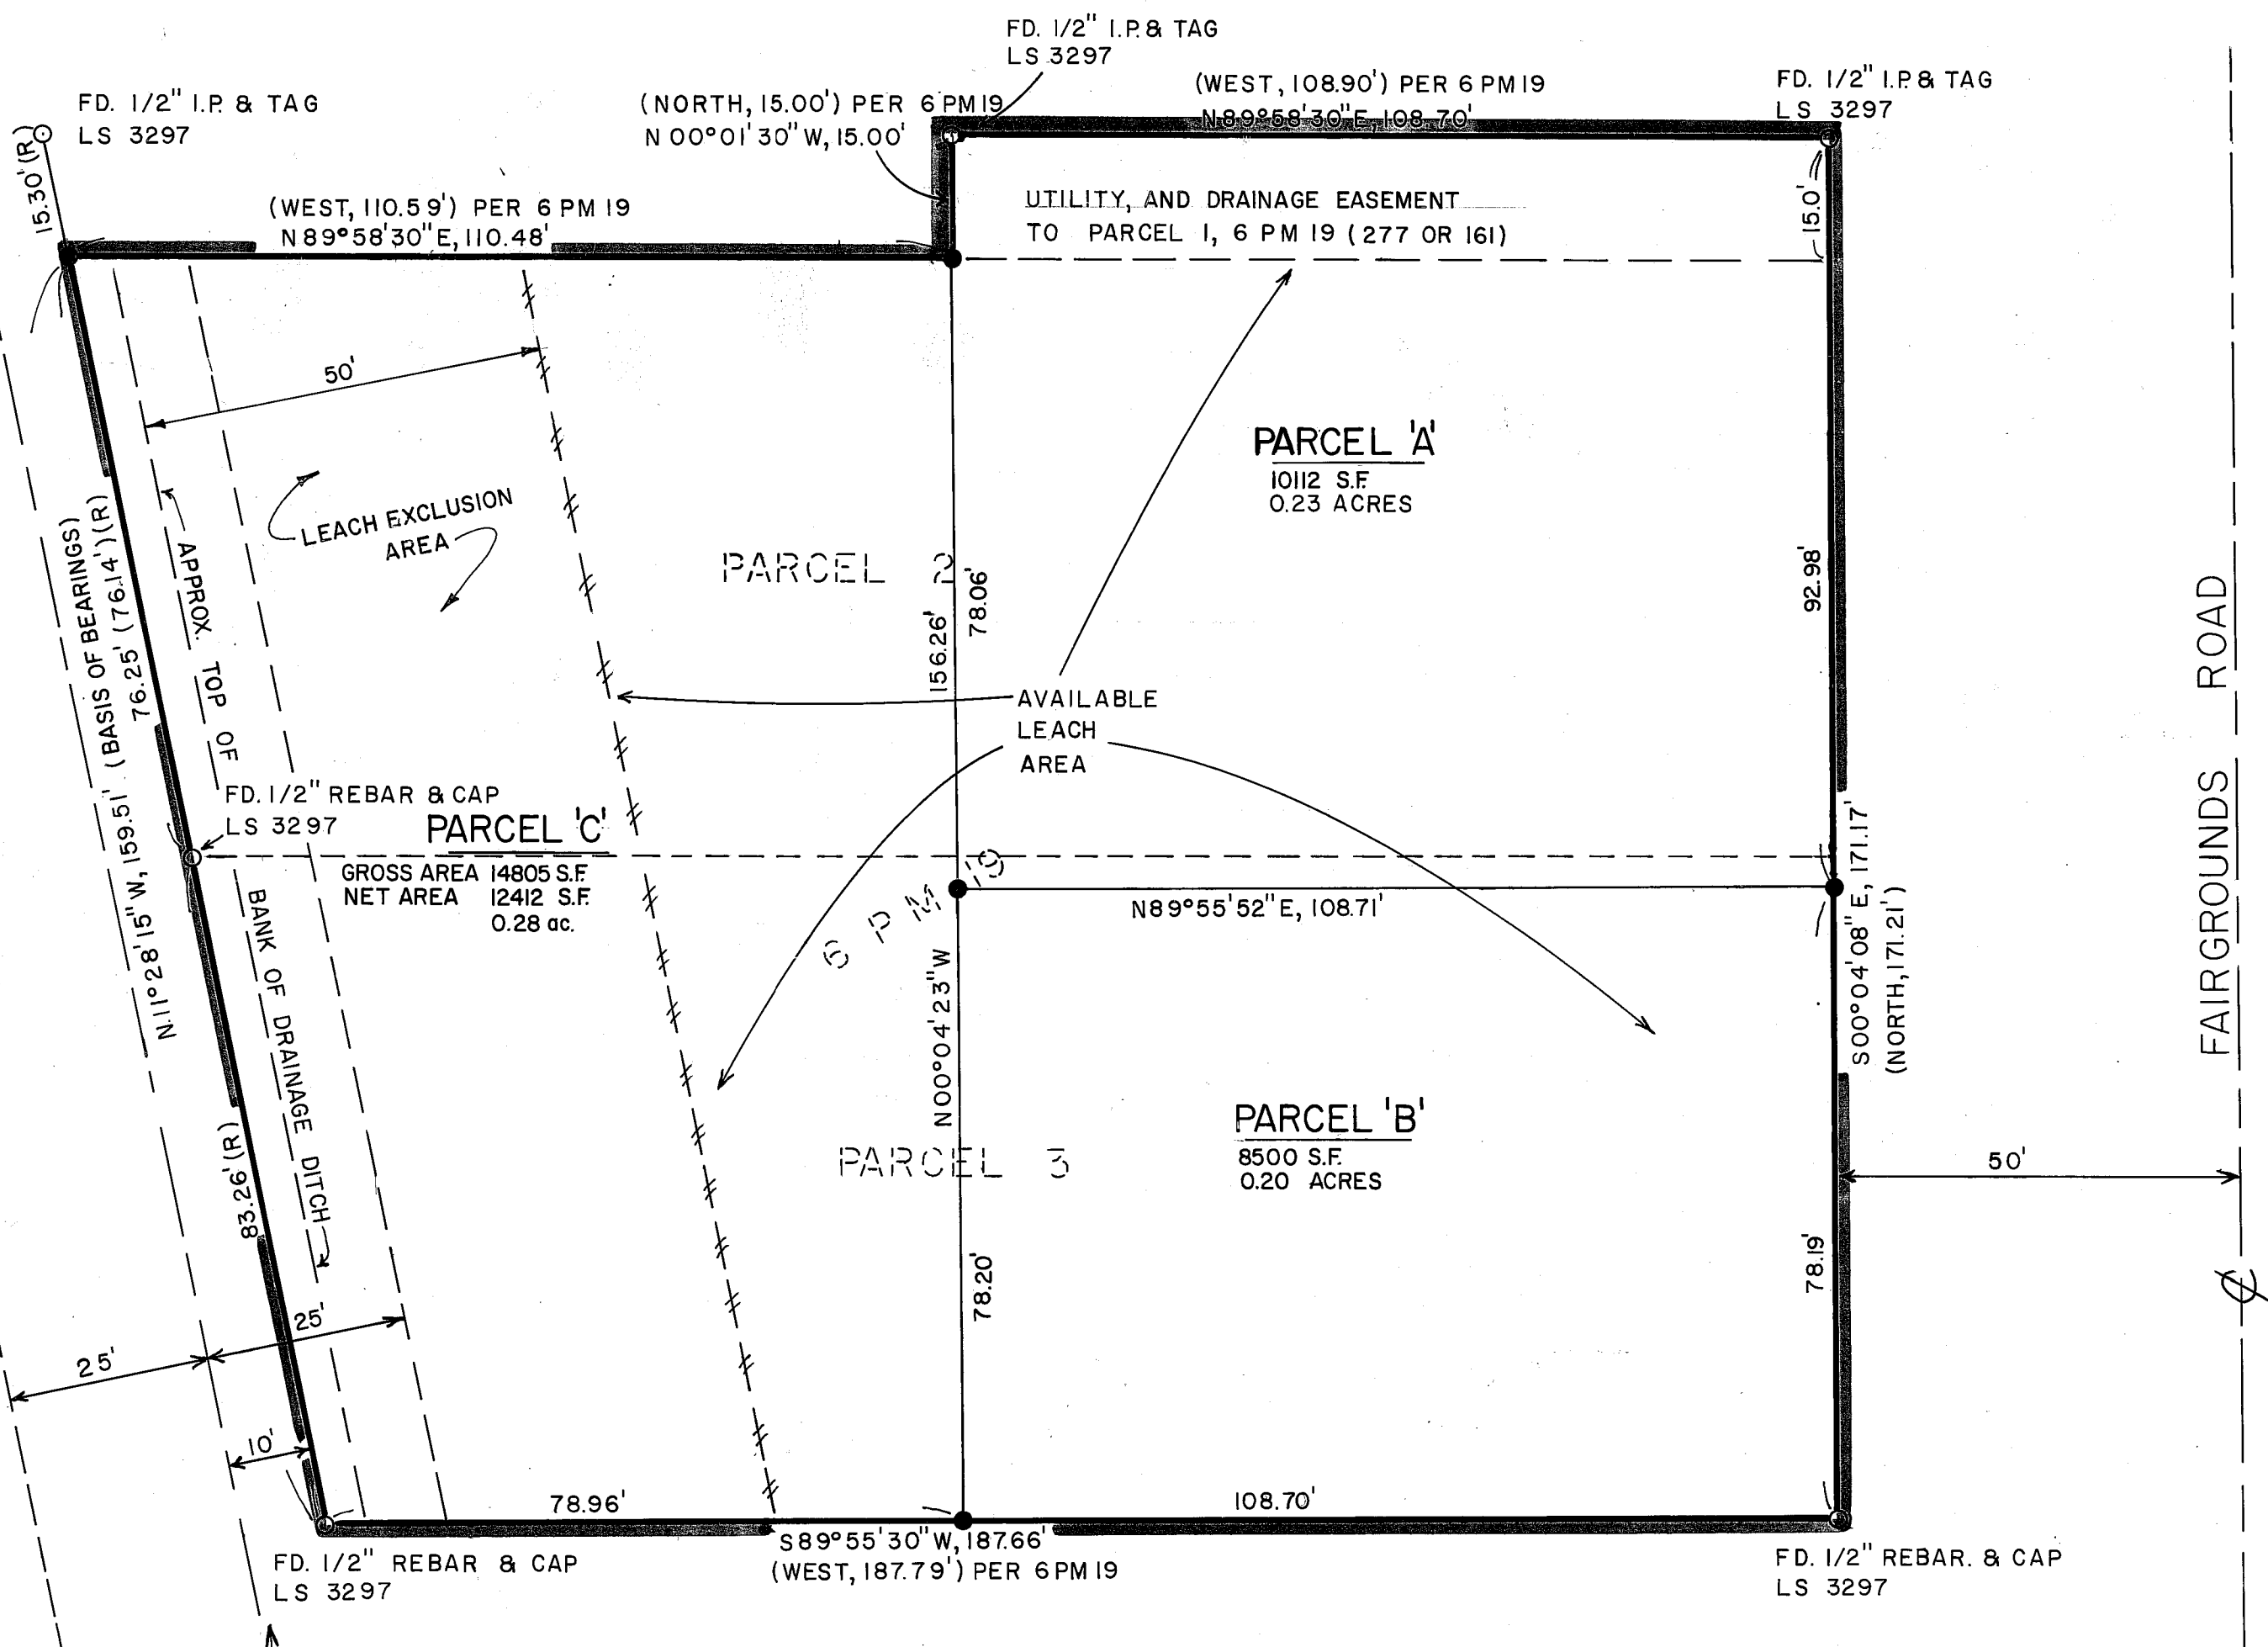 FD. 1/2" I.P. & TAG
LS 3297
FD. 1/2" I.P. & TAG
LS 3297
(WEST, 108.90') PER 6 PM 19
N89°58'30"E, 108.70'
FD. 1/2" I.P. & TAG
LS 3297
(NORTH, 15.00') PER 6 PM 19
N 00°01'30" W, 15.00'
15.30' (R)
(WEST, 110.59') PER 6 PM 19
N 89°58'30"E, 110.48'
UTILITY, AND DRAINAGE EASEMENT
TO PARCEL 1, 6 PM 19 (277 OR 161)
15.0'
50'
PARCEL 'A'
10112 S.F.
0.23 ACRES
LEACH EXCLUSION
AREA
PARCEL 2
156.26'
78.06'
92.98'
N11°28'15" W, 159.51' (BASIS OF BEARINGS)
76.25' (76.14') (R)
APPROX. TOP OF
BANK OF DRAINAGE DITCH
AVAILABLE
LEACH
AREA
FD. 1/2" REBAR & CAP
LS 3297
PARCEL 'C'
GROSS AREA 14805 S.F.
NET AREA 12412 S.F.
0.28 ac.
6 PM 19
N89°55'52"E, 108.71'
N00°04'23"W
S00°04'08"E, 171.17'
(NORTH, 171.21')
FAIRGROUNDS ROAD
PARCEL 3
PARCEL 'B'
8500 S.F.
0.20 ACRES
50'
83.26' (R)
78.20'
78.19'
25'
25'
10'
℄
78.96'
108.70'
S89°55'30" W, 187.66'
(WEST, 187.79') PER 6 PM 19
FD. 1/2" REBAR & CAP
LS 3297
FD. 1/2" REBAR. & CAP
LS 3297